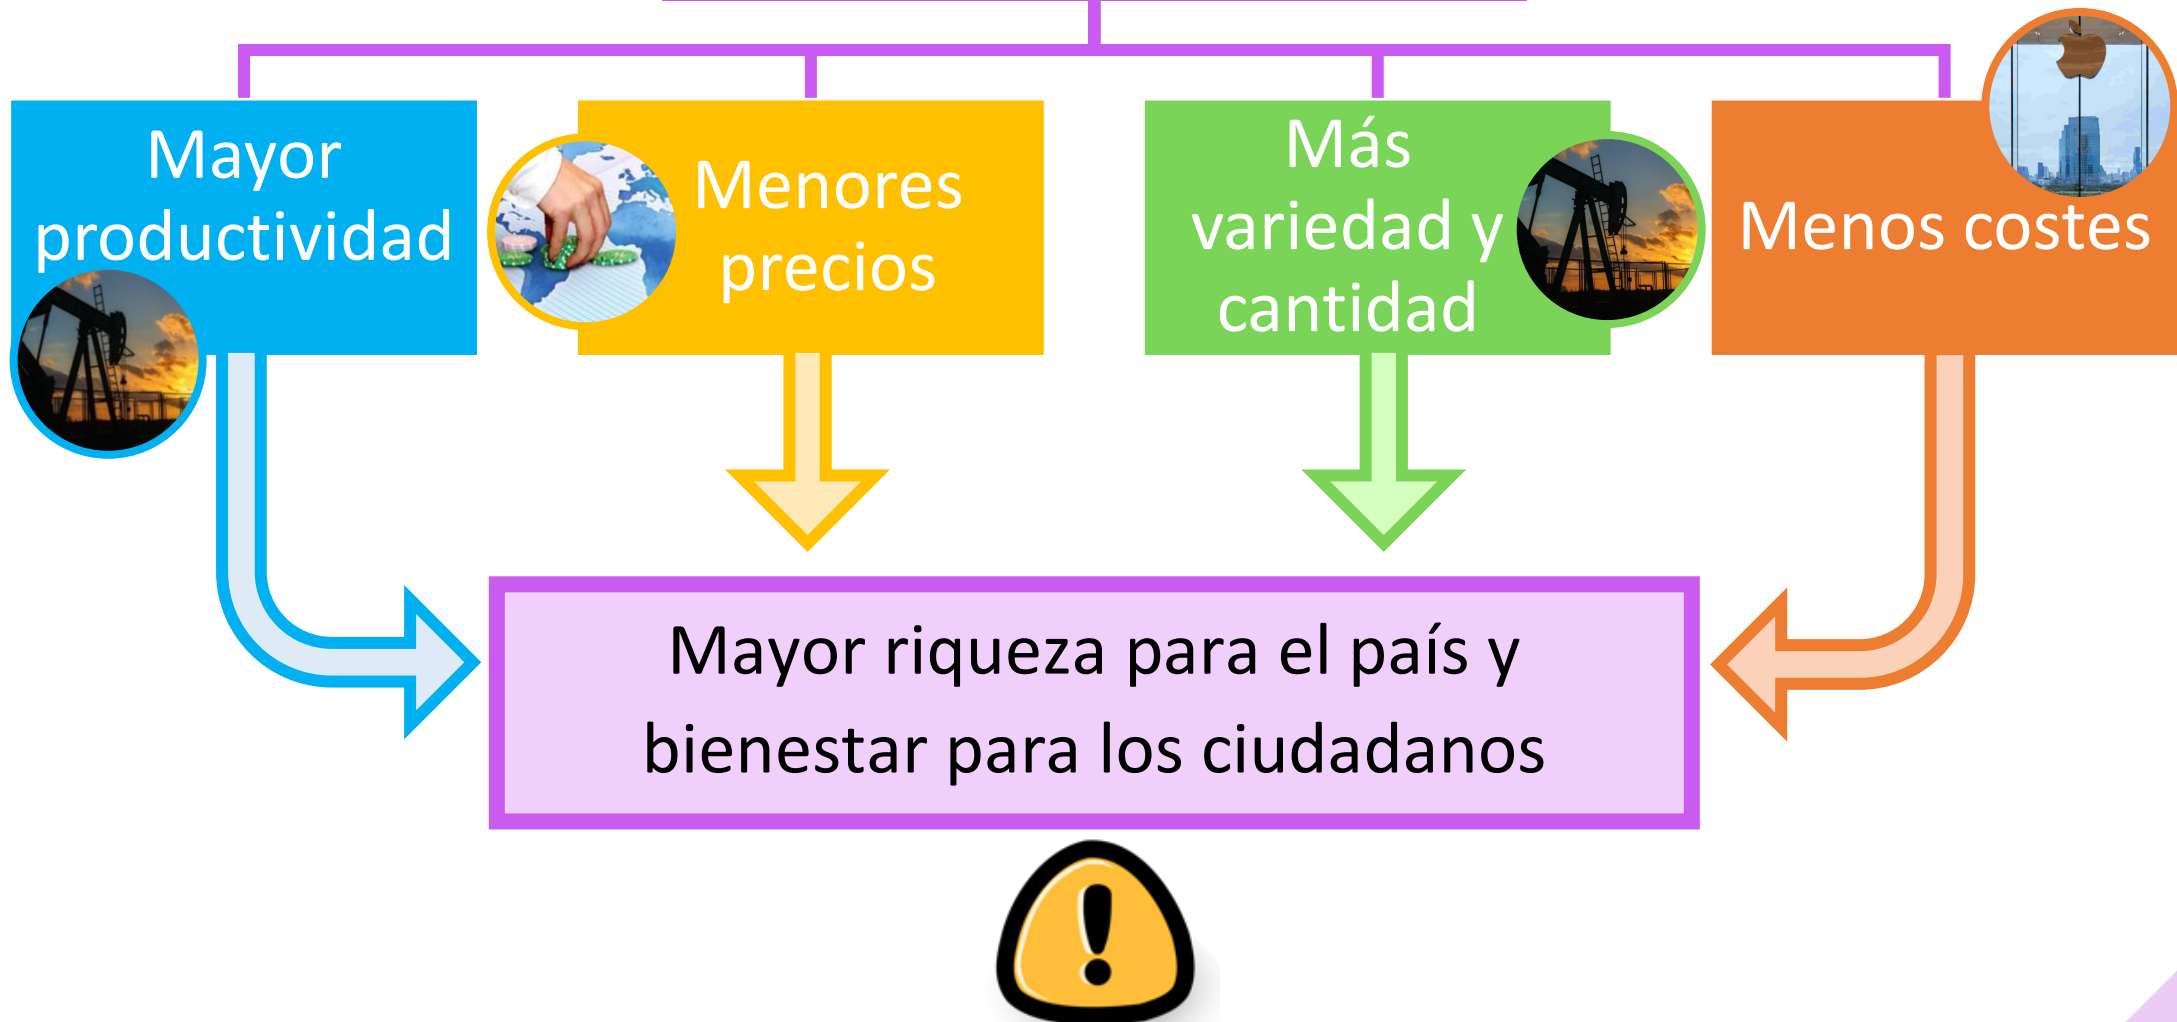 Mayor
productividad
Menores
precios
Más
variedad y
cantidad
Menos costes
Mayor riqueza para el país y
bienestar para los ciudadanos